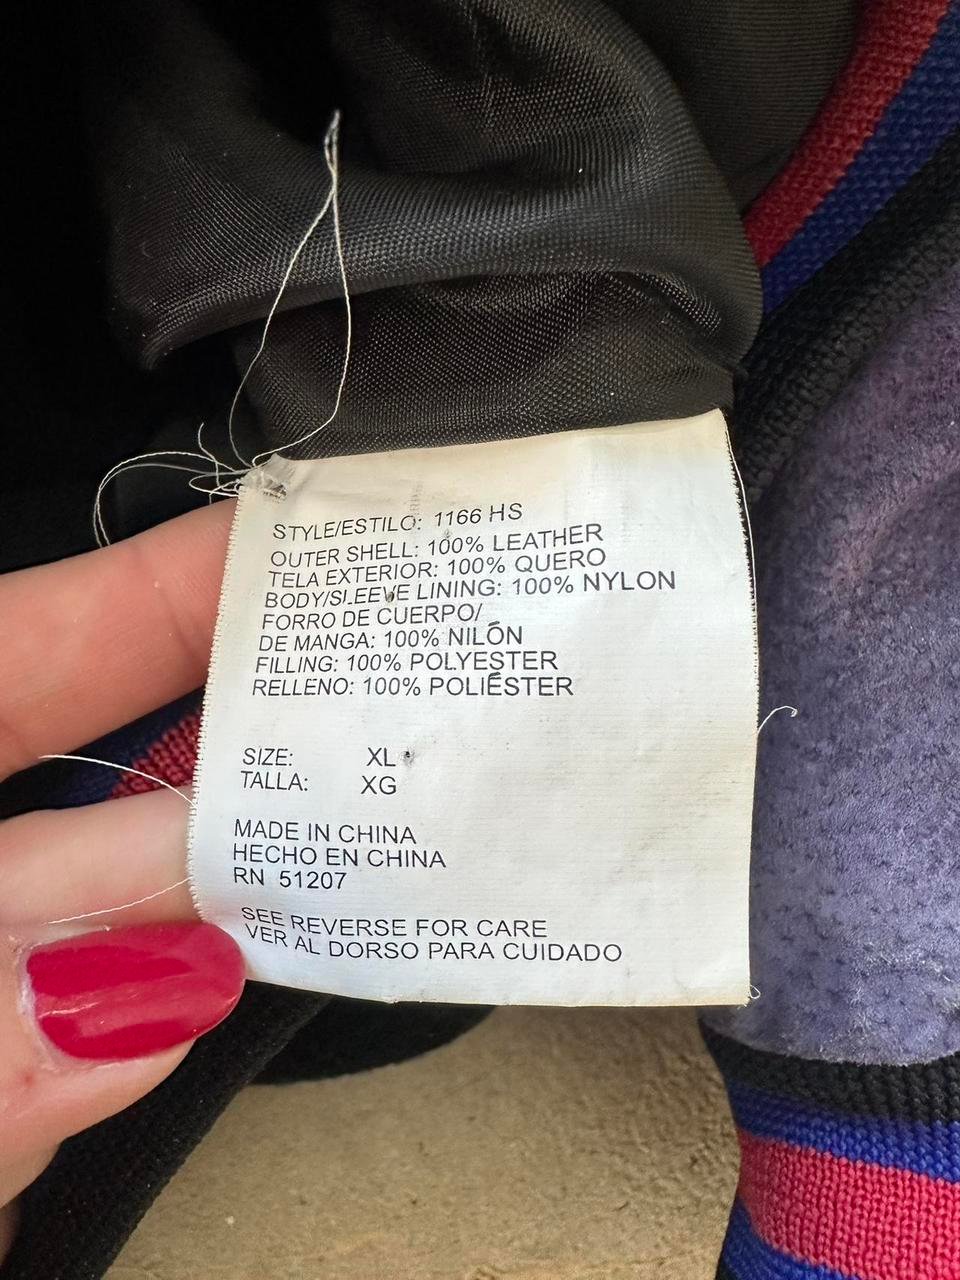 STYLE/ESTILO: 1166 HS
OUTER SHELL: 100% LEATHER
TELA EXTERIOR: 100% QUERO
BODY/SLEEVE LINING: 100% NYLON
FORRO DE CUERPO/
DE MANGA: 100% NILÓN
FILLING: 100% POLYESTER
RELLENO: 100% POLIÉSTER
SIZE: XL
TALLA: XG
MADE IN CHINA
HECHO EN CHINA
RN 51207
SEE REVERSE FOR CARE
VER AL DORSO PARA CUIDADO